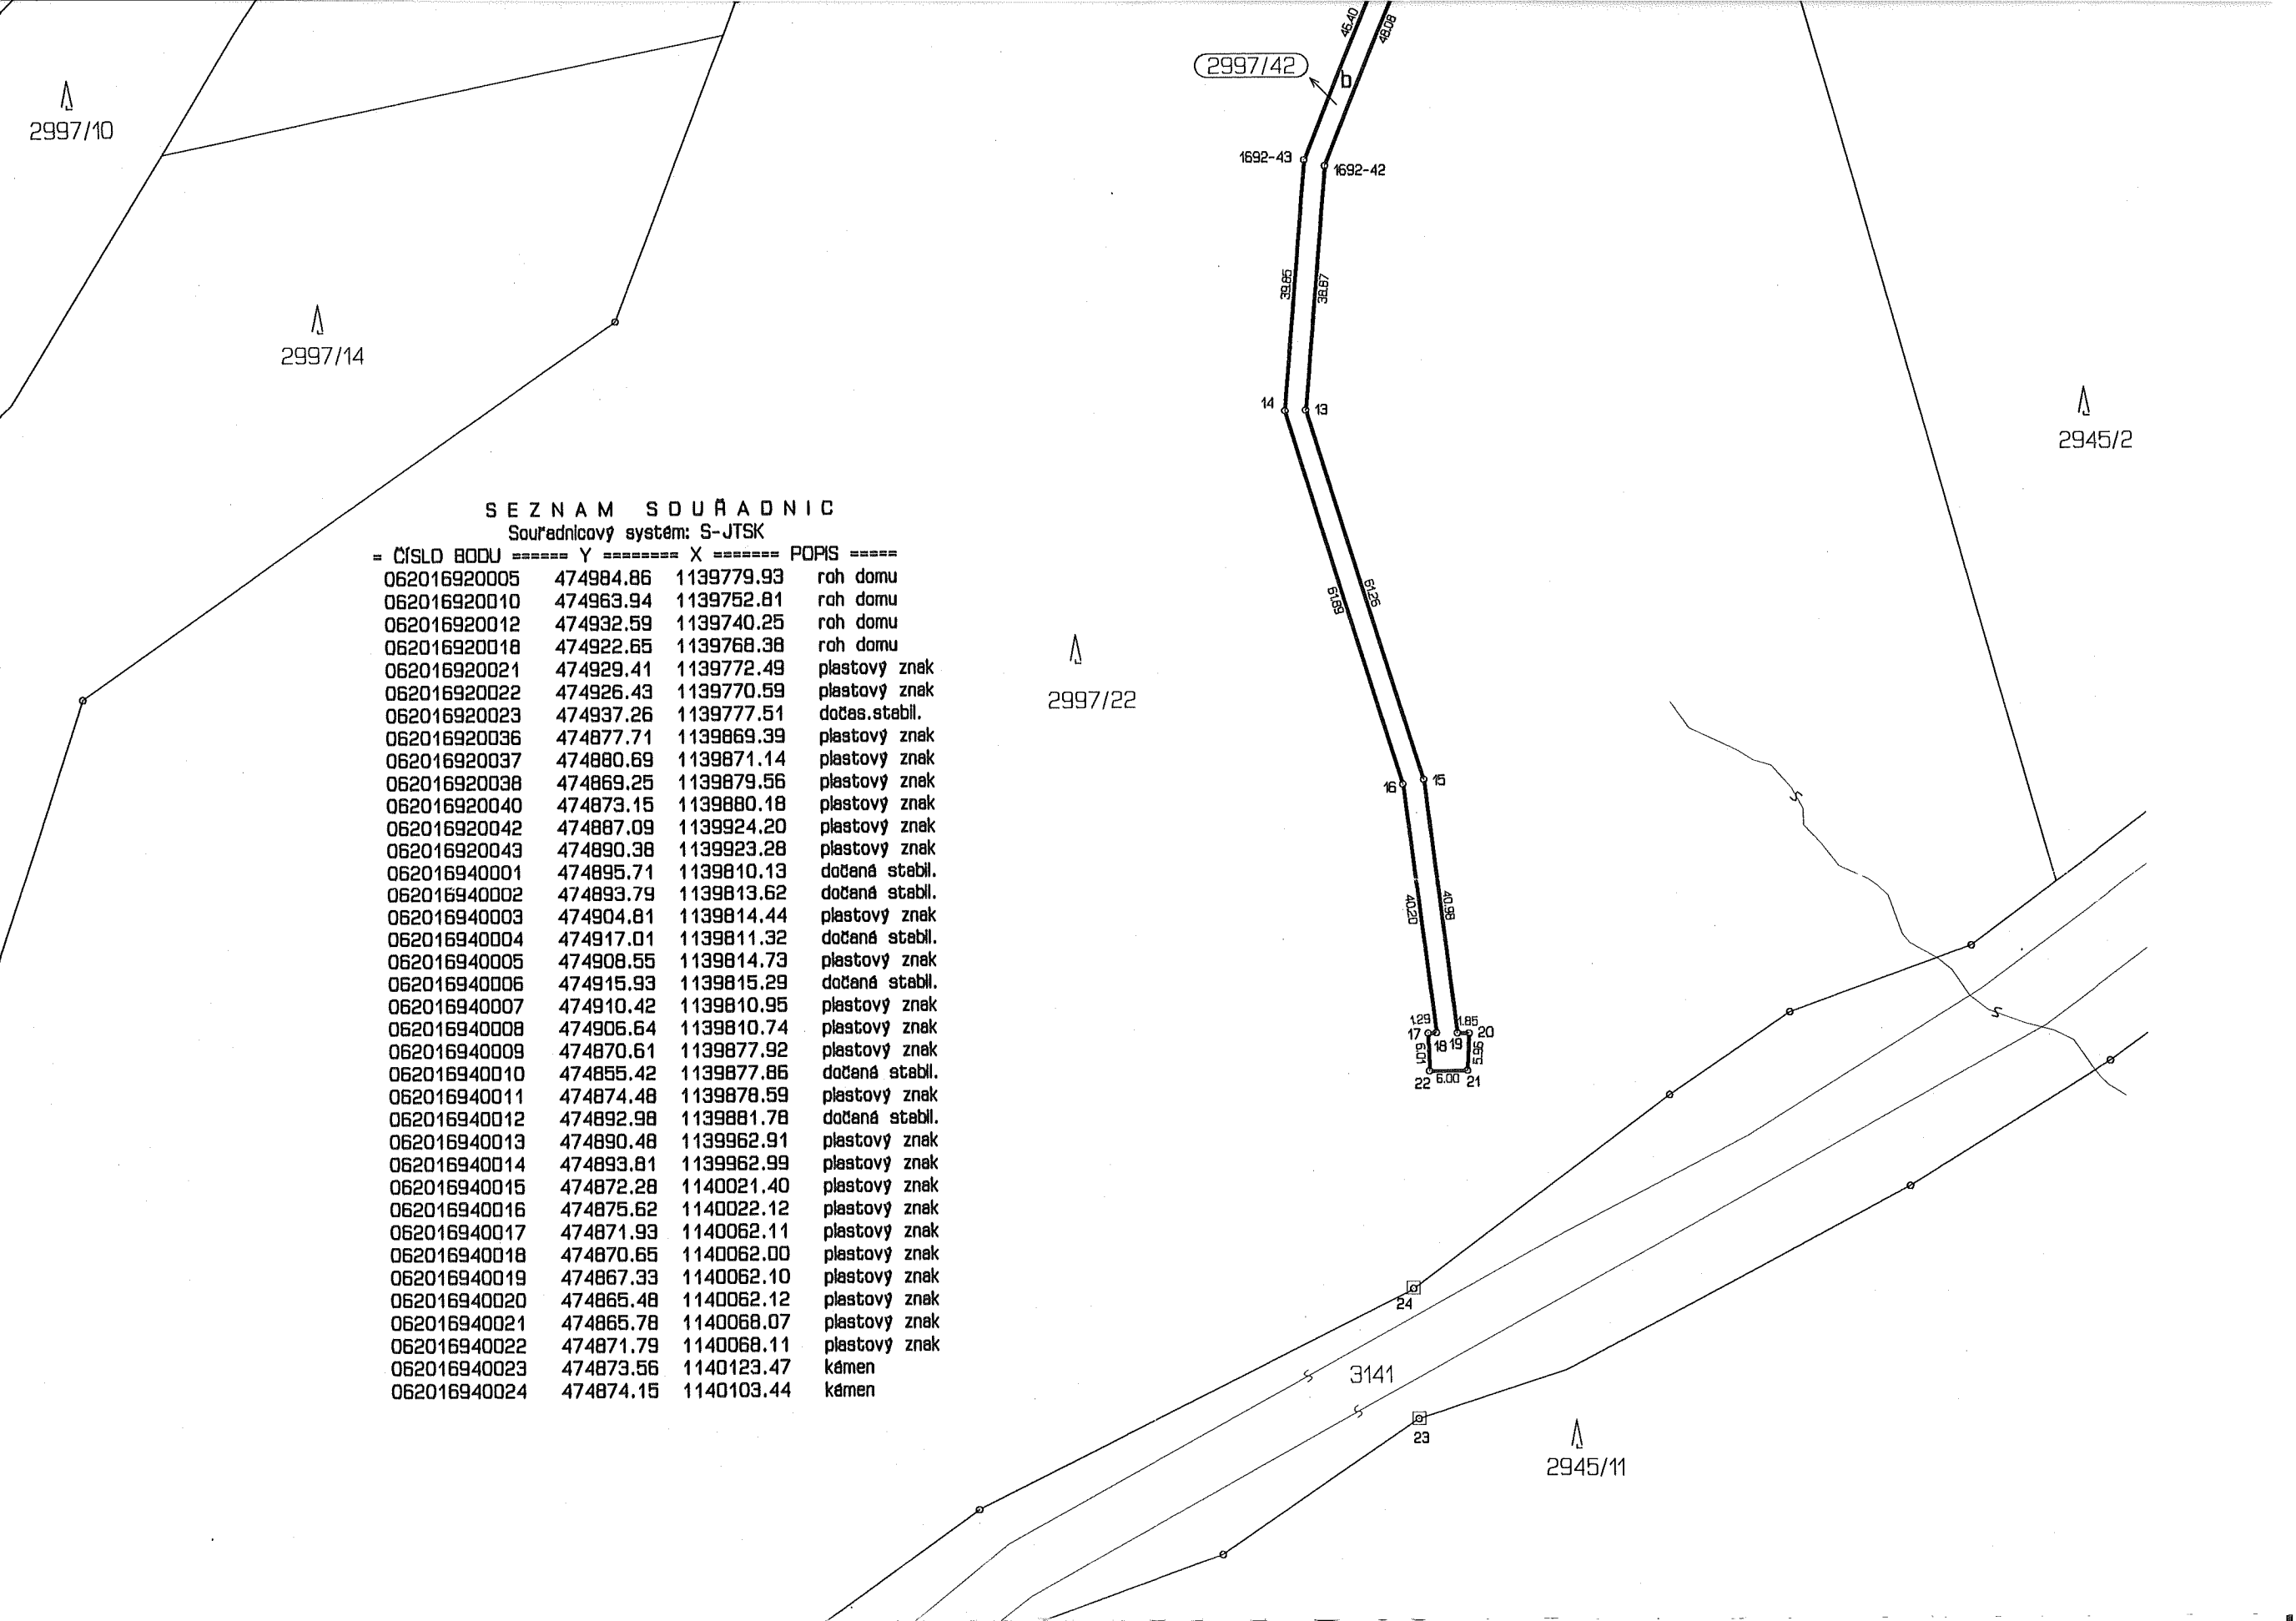 46.40
48.08
2997/42
b
2997/10
1692-43
1692-42
39.85
38.87
2997/14
14
13
2945/2
SEZNAM SOUŘADNIC
Souřadnicový systém: S-JTSK
= ČÍSLO BODU ====== Y ======== X ======= POPIS =====
062016920005 474984.86 1139779.93 roh domu
062016920010 474963.94 1139752.81 roh domu
062016920012 474932.59 1139740.25 roh domu
062016920018 474922.65 1139768.38 roh domu
062016920021 474929.41 1139772.49 plastový znak
062016920022 474926.43 1139770.59 plastový znak
062016920023 474937.26 1139777.51 dočas.stabil.
062016920036 474877.71 1139869.39 plastový znak
062016920037 474880.69 1139871.14 plastový znak
062016920038 474869.25 1139879.56 plastový znak
062016920040 474873.15 1139880.18 plastový znak
062016920042 474887.09 1139924.20 plastový znak
062016920043 474890.38 1139923.28 plastový znak
062016940001 474895.71 1139810.13 dočaná stabil.
062016940002 474893.79 1139813.62 dočaná stabil.
062016940003 474904.81 1139814.44 plastový znak
062016940004 474917.01 1139811.32 dočaná stabil.
062016940005 474908.55 1139814.73 plastový znak
062016940006 474915.93 1139815.29 dočaná stabil.
062016940007 474910.42 1139810.95 plastový znak
062016940008 474906.64 1139810.74 plastový znak
062016940009 474870.61 1139877.92 plastový znak
062016940010 474855.42 1139877.86 dočaná stabil.
062016940011 474874.48 1139878.59 plastový znak
062016940012 474892.98 1139881.78 dočaná stabil.
062016940013 474890.48 1139962.91 plastový znak
062016940014 474893.81 1139962.99 plastový znak
062016940015 474872.28 1140021.40 plastový znak
062016940016 474875.62 1140022.12 plastový znak
062016940017 474871.93 1140062.11 plastový znak
062016940018 474870.65 1140062.00 plastový znak
062016940019 474867.33 1140062.10 plastový znak
062016940020 474865.48 1140062.12 plastový znak
062016940021 474865.78 1140068.07 plastový znak
062016940022 474871.79 1140068.11 plastový znak
062016940023 474873.56 1140123.47 kámen
062016940024 474874.15 1140103.44 kámen
61.89
61.26
2997/22
16
15
40.20
40.98
1.29
1.85
17
18
19
20
6.01
5.96
22
6.00
21
24
3141
23
2945/11